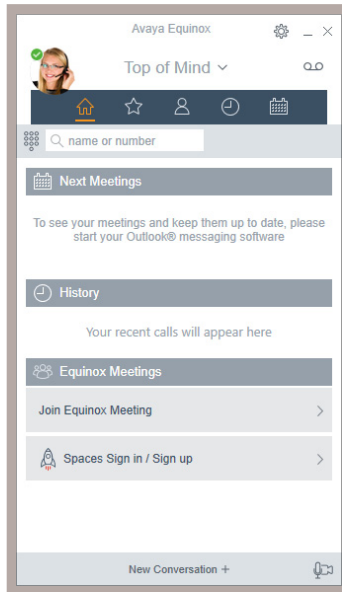 Avaya Equinox
Top of Mind
name or number
Next Meetings
To see your meetings and keep them up to date, please
start your Outlook® messaging software
History
Your recent calls will appear here
Equinox Meetings
Join Equinox Meeting
Spaces Sign in / Sign up
New Conversation +